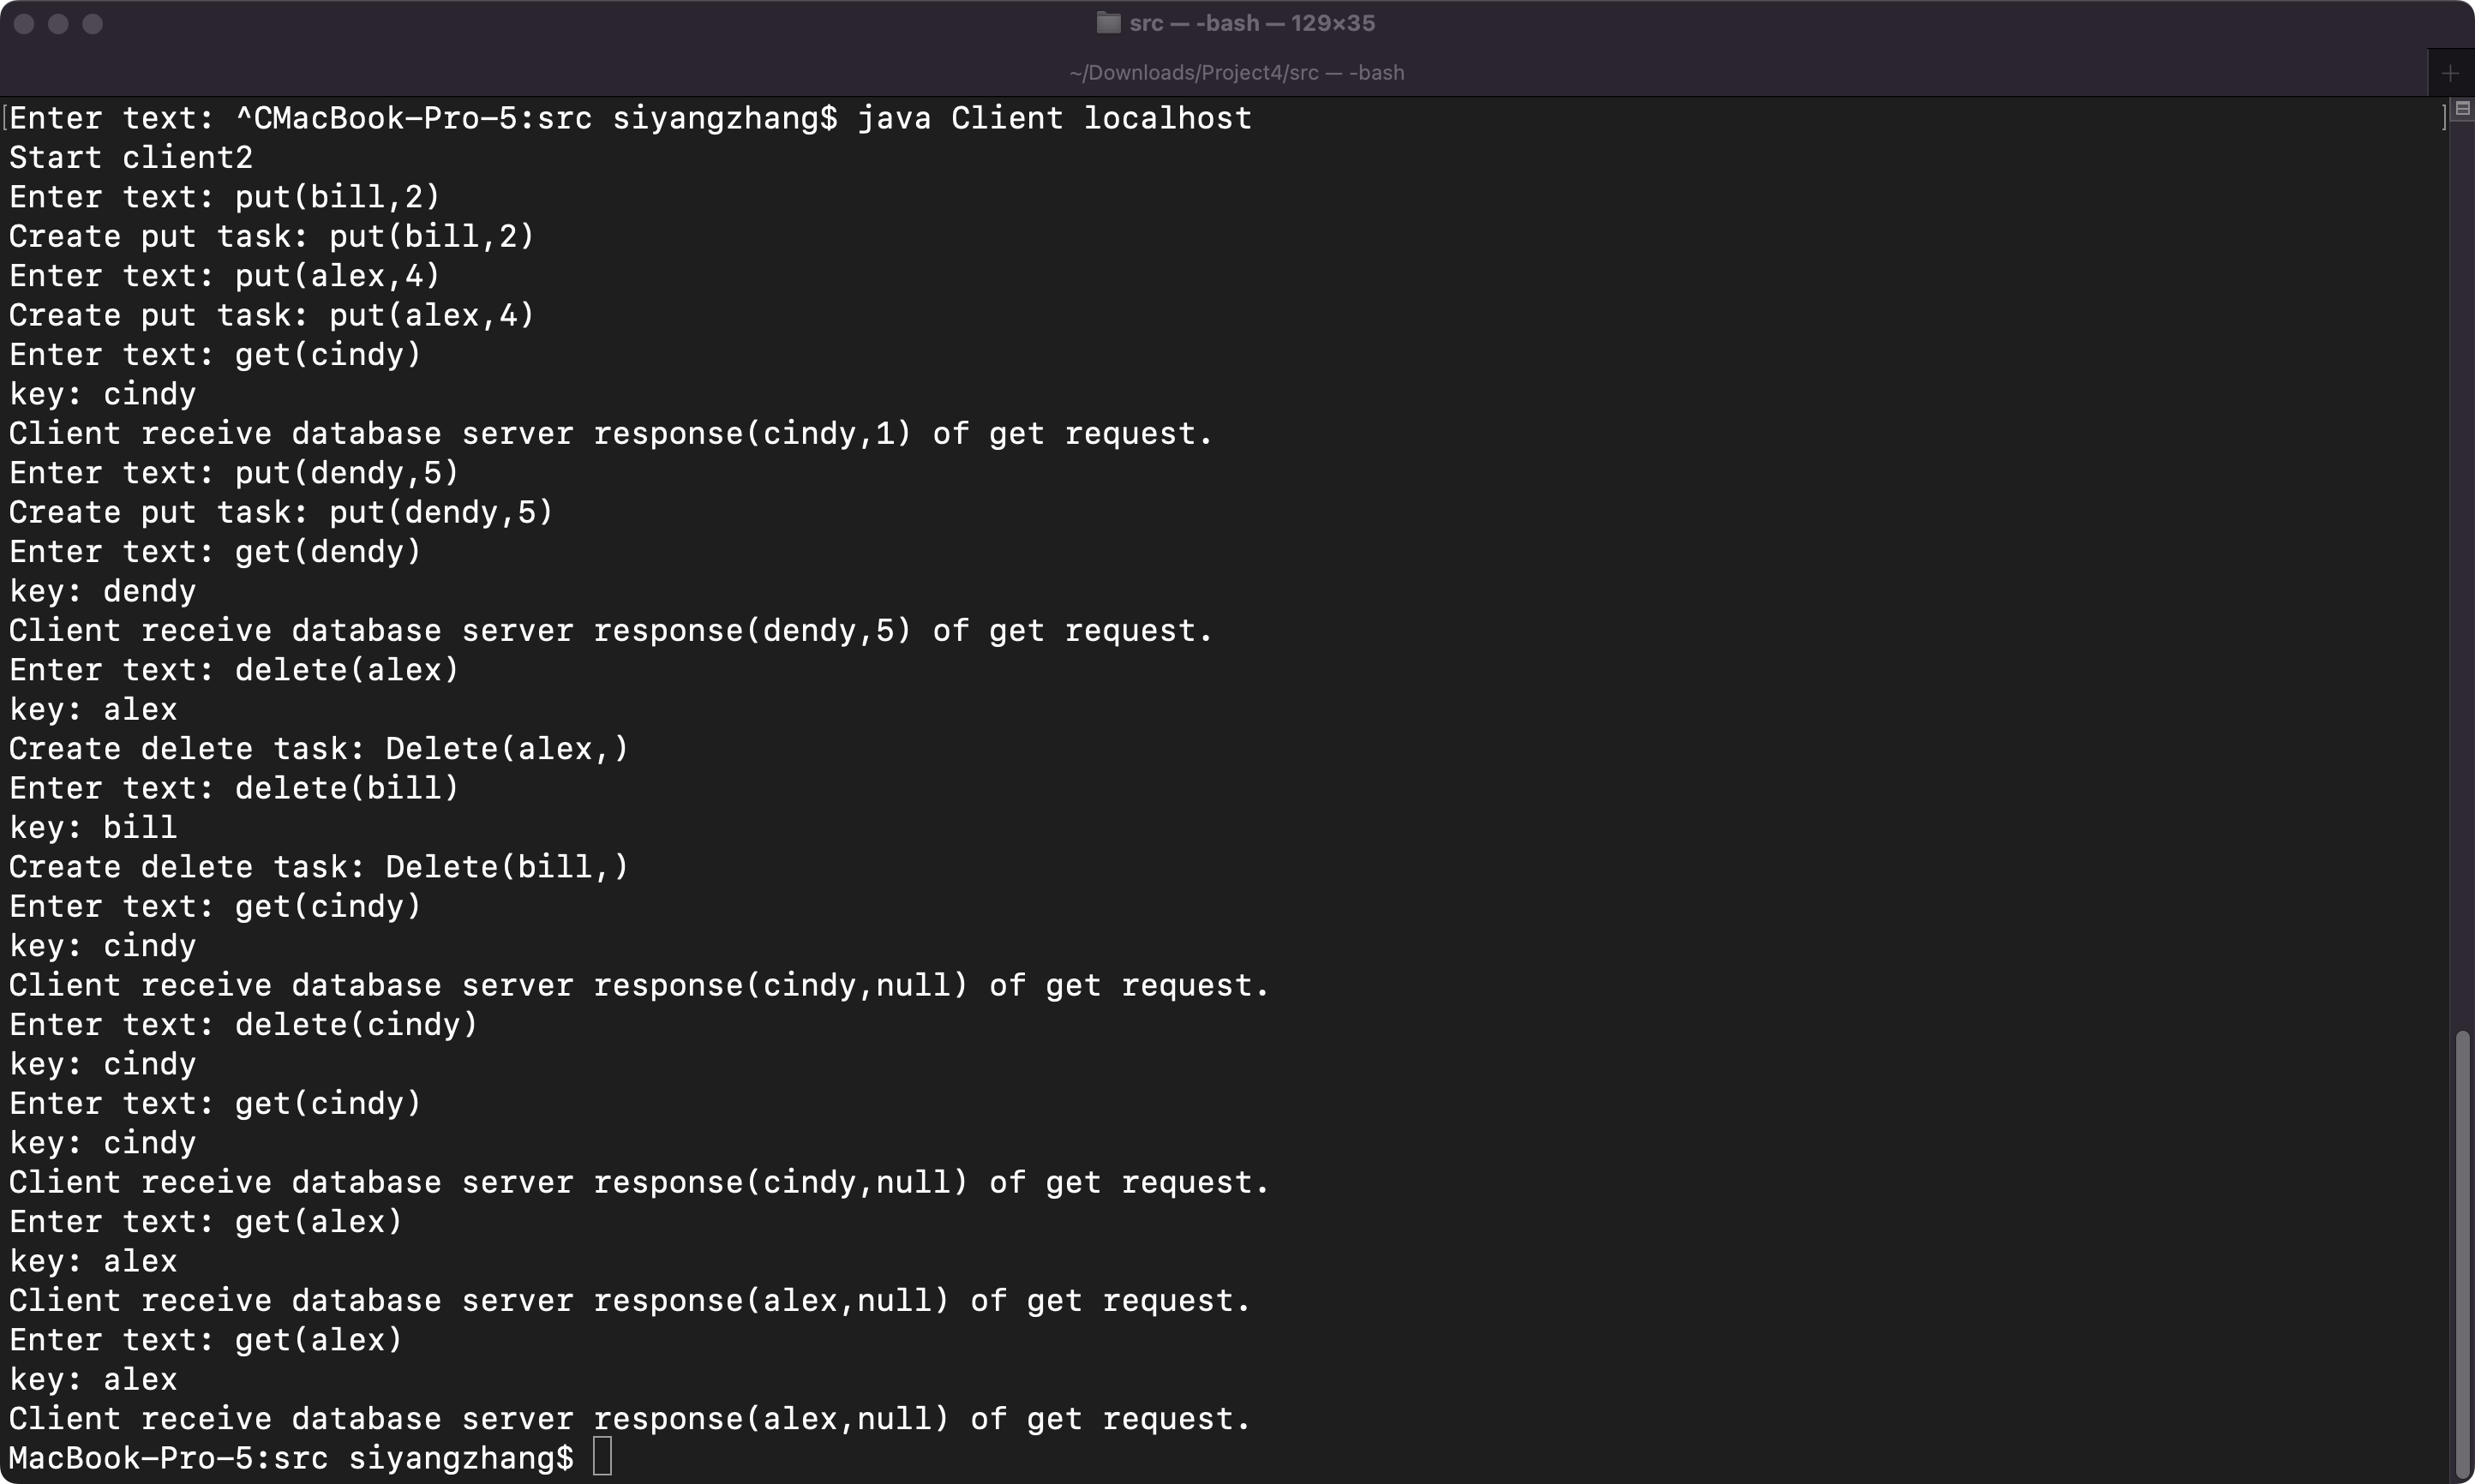 src — -bash — 129×35
~/Downloads/Project4/src — -bash
Enter text: ^CMacBook-Pro-5:src siyangzhang$ java Client localhost
Start client2
Enter text: put(bill,2)
Create put task: put(bill,2)
Enter text: put(alex,4)
Create put task: put(alex,4)
Enter text: get(cindy)
key: cindy
Client receive database server response(cindy,1) of get request.
Enter text: put(dendy,5)
Create put task: put(dendy,5)
Enter text: get(dendy)
key: dendy
Client receive database server response(dendy,5) of get request.
Enter text: delete(alex)
key: alex
Create delete task: Delete(alex,)
Enter text: delete(bill)
key: bill
Create delete task: Delete(bill,)
Enter text: get(cindy)
key: cindy
Client receive database server response(cindy,null) of get request.
Enter text: delete(cindy)
key: cindy
Enter text: get(cindy)
key: cindy
Client receive database server response(cindy,null) of get request.
Enter text: get(alex)
key: alex
Client receive database server response(alex,null) of get request.
Enter text: get(alex)
key: alex
Client receive database server response(alex,null) of get request.
MacBook-Pro-5:src siyangzhang$